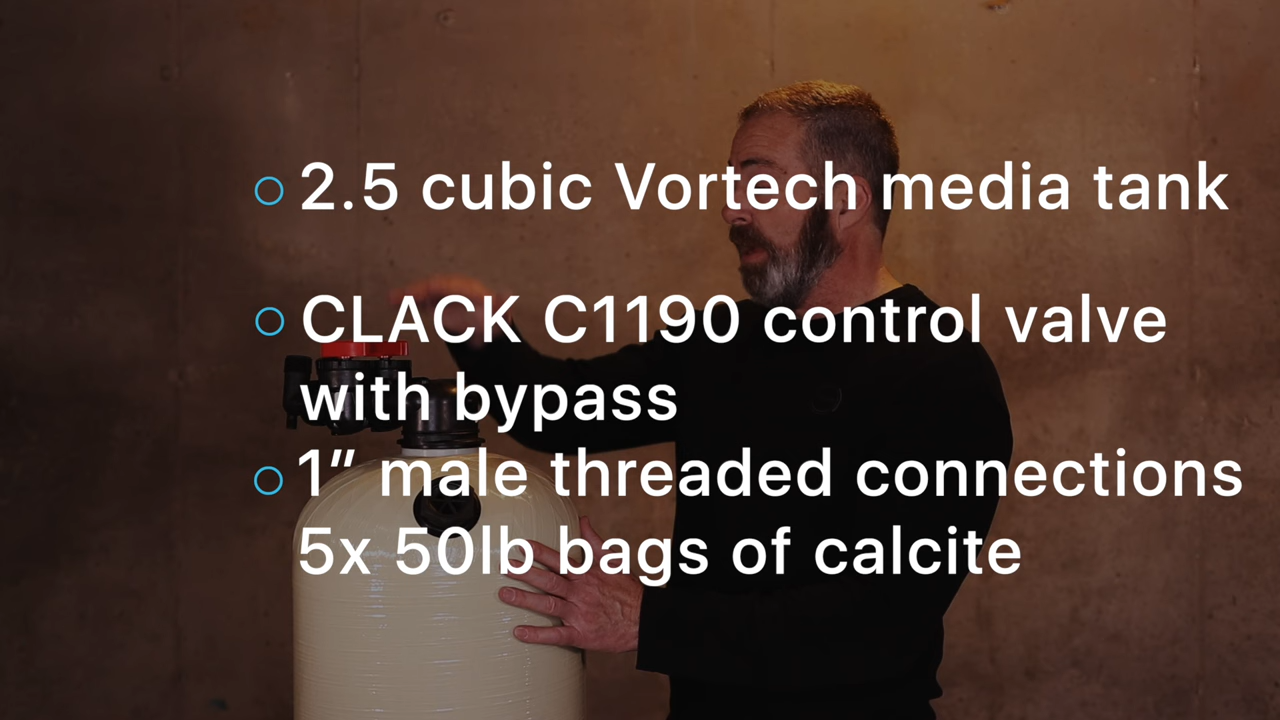 2.5 cubic Vortech media tank
CLACK C1190 control valve
with bypass
1” male threaded connections
5x 50lb bags of calcite